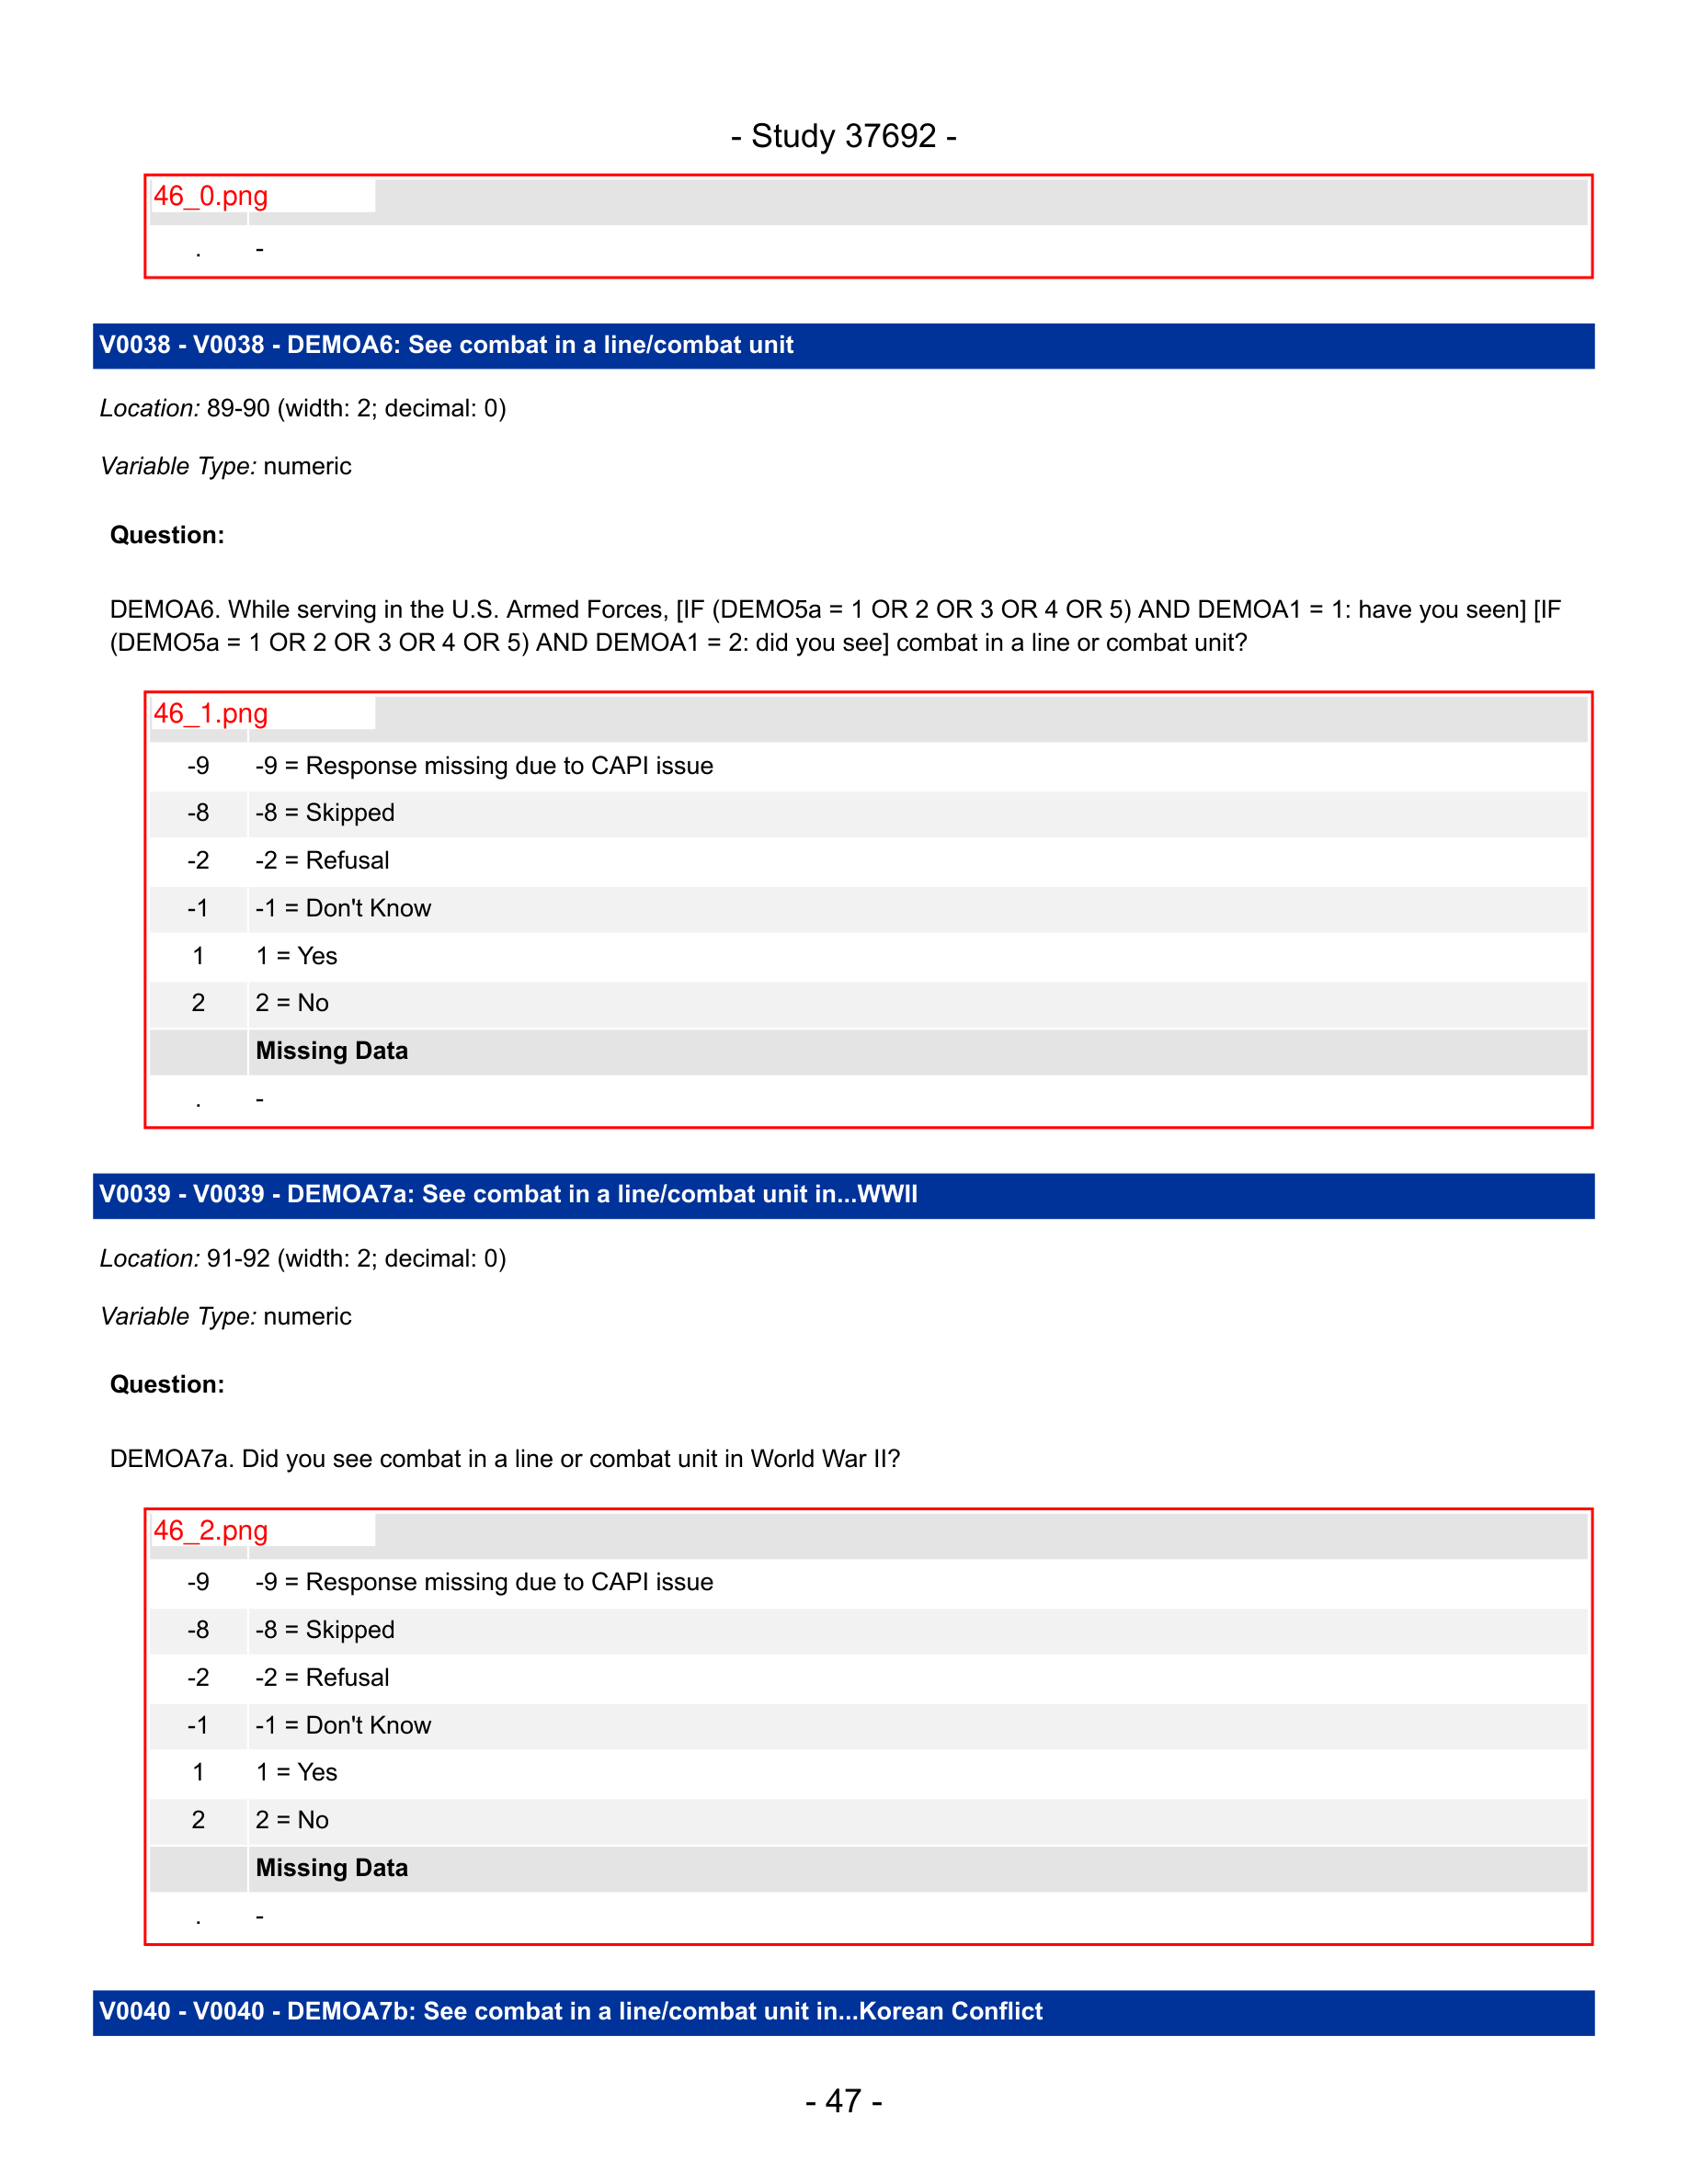 - Study 37692 -
46_0.png
. -
V0038 - V0038 - DEMOA6: See combat in a line/combat unit
Location: 89-90 (width: 2; decimal: 0)
Variable Type: numeric
Question:
DEMOA6. While serving in the U.S. Armed Forces, [IF (DEMO5a = 1 OR 2 OR 3 OR 4 OR 5) AND DEMOA1 = 1: have you seen] [IF
(DEMO5a = 1 OR 2 OR 3 OR 4 OR 5) AND DEMOA1 = 2: did you see] combat in a line or combat unit?
46_1.png
-9 -9 = Response missing due to CAPI issue
-8 -8 = Skipped
-2 -2 = Refusal
-1 -1 = Don't Know
1 1 = Yes
2 2 = No
Missing Data
. -
V0039 - V0039 - DEMOA7a: See combat in a line/combat unit in...WWII
Location: 91-92 (width: 2; decimal: 0)
Variable Type: numeric
Question:
DEMOA7a. Did you see combat in a line or combat unit in World War II?
46_2.png
-9 -9 = Response missing due to CAPI issue
-8 -8 = Skipped
-2 -2 = Refusal
-1 -1 = Don't Know
1 1 = Yes
2 2 = No
Missing Data
. -
V0040 - V0040 - DEMOA7b: See combat in a line/combat unit in...Korean Conflict
- 47 -